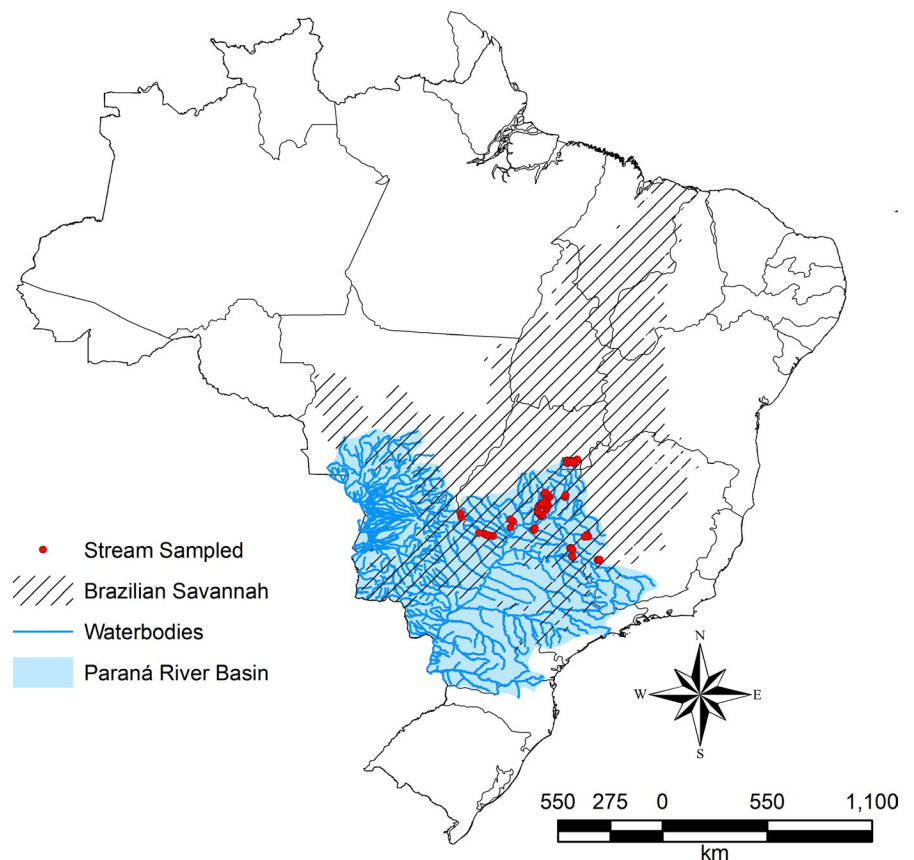 Stream Sampled
Brazilian Savannah
Waterbodies
Paraná River Basin
N
W E
S
550 275 0 550 1,100
km